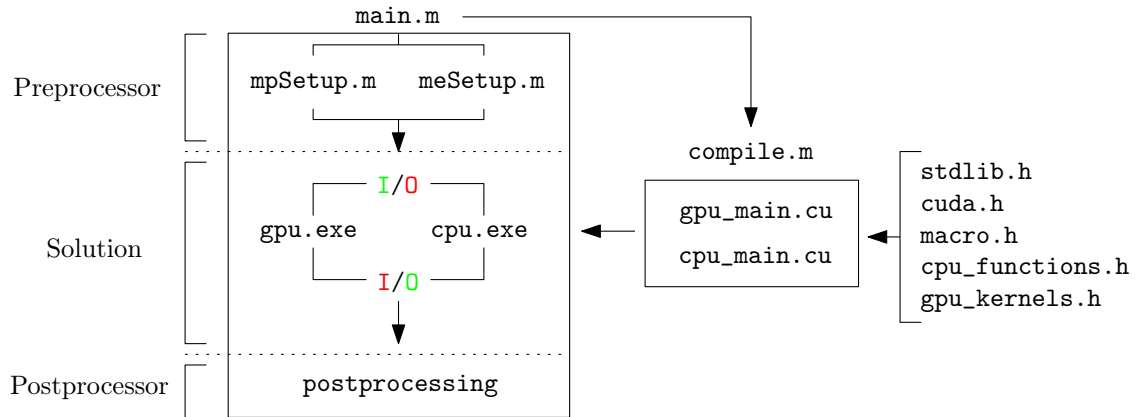 main.m
Preprocessor
mpSetup.m meSetup.m
compile.m
stdlib.h
cuda.h
macro.h
cpu_functions.h
gpu_kernels.h
I/O
gpu_main.cu
cpu_main.cu
Solution
gpu.exe cpu.exe
I/O
Postprocessor
postprocessing